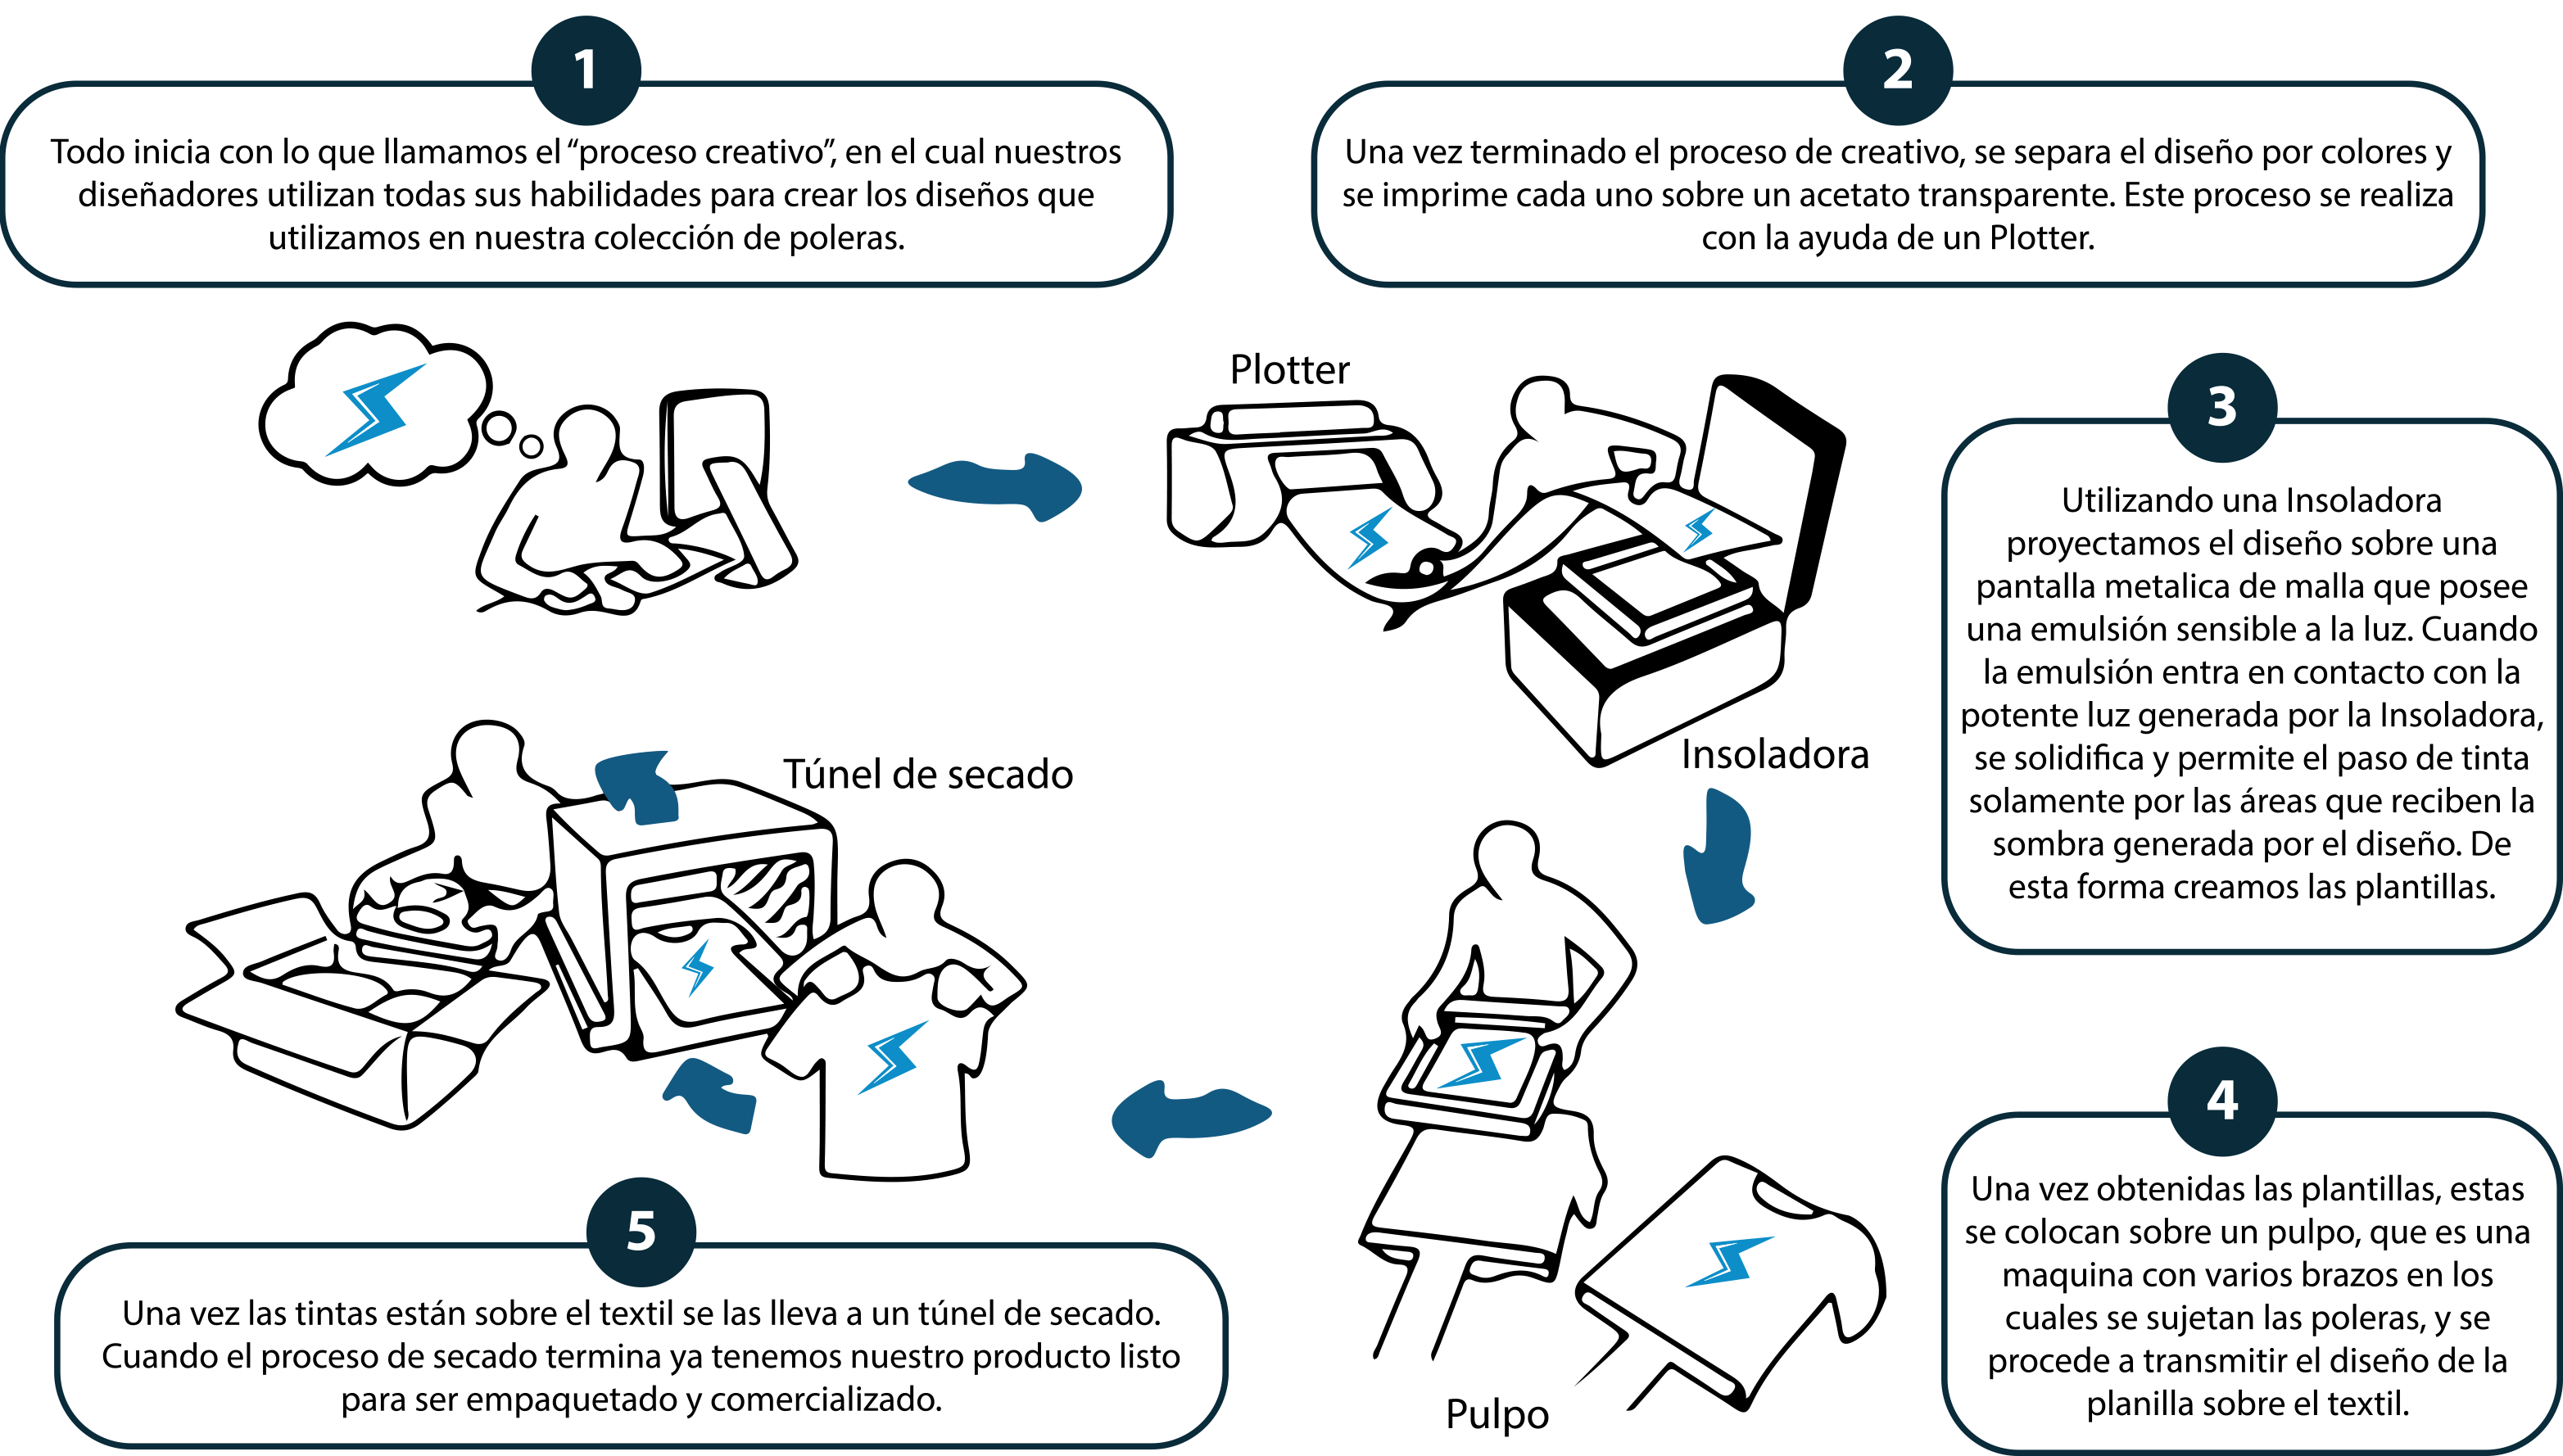 1
Todo inicia con lo que llamamos el “proceso creativo”, en el cual nuestros
diseñadores utilizan todas sus habilidades para crear los diseños que
utilizamos en nuestra colección de poleras.
2
Una vez terminado el proceso de creativo, se separa el diseño por colores y
se imprime cada uno sobre un acetato transparente. Este proceso se realiza
con la ayuda de un Plotter.
Plotter
Insoladora
3
Utilizando una Insoladora
proyectamos el diseño sobre una
pantalla metalica de malla que posee
una emulsión sensible a la luz. Cuando
la emulsión entra en contacto con la
potente luz generada por la Insoladora,
se solidifica y permite el paso de tinta
solamente por las áreas que reciben la
sombra generada por el diseño. De
esta forma creamos las plantillas.
Túnel de secado
4
Una vez obtenidas las plantillas, estas
se colocan sobre un pulpo, que es una
maquina con varios brazos en los
cuales se sujetan las poleras, y se
procede a transmitir el diseño de la
planilla sobre el textil.
Pulpo
5
Una vez las tintas están sobre el textil se las lleva a un túnel de secado.
Cuando el proceso de secado termina ya tenemos nuestro producto listo
para ser empaquetado y comercializado.